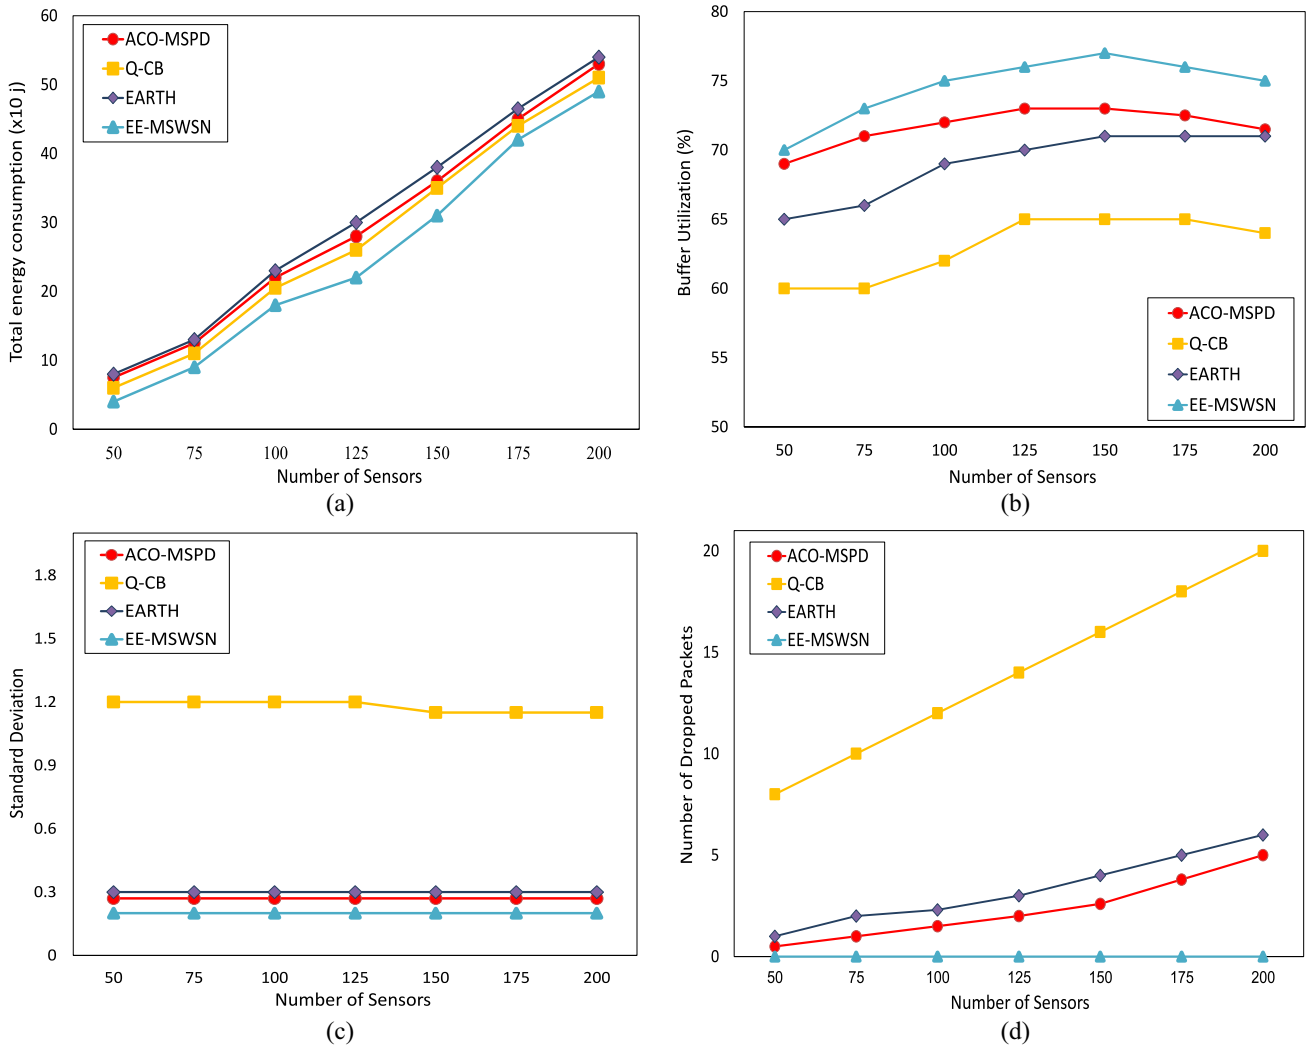 Total energy consumption (x10 j)
60
50
40
30
20
10
0
ACO-MSPD
Q-CB
EARTH
EE-MSWSN
50 75 100 125 150 175 200
Number of Sensors
(a)
Buffer Utilization (%)
80
75
70
65
60
55
50
ACO-MSPD
Q-CB
EARTH
EE-MSWSN
50 75 100 125 150 175 200
Number of Sensors
(b)
Standard Deviation
1.8
1.5
1.2
0.9
0.6
0.3
0
ACO-MSPD
Q-CB
EARTH
EE-MSWSN
50 75 100 125 150 175 200
Number of Sensors
(c)
Number of Dropped Packets
20
15
10
5
0
ACO-MSPD
Q-CB
EARTH
EE-MSWSN
50 75 100 125 150 175 200
Number of Sensors
(d)